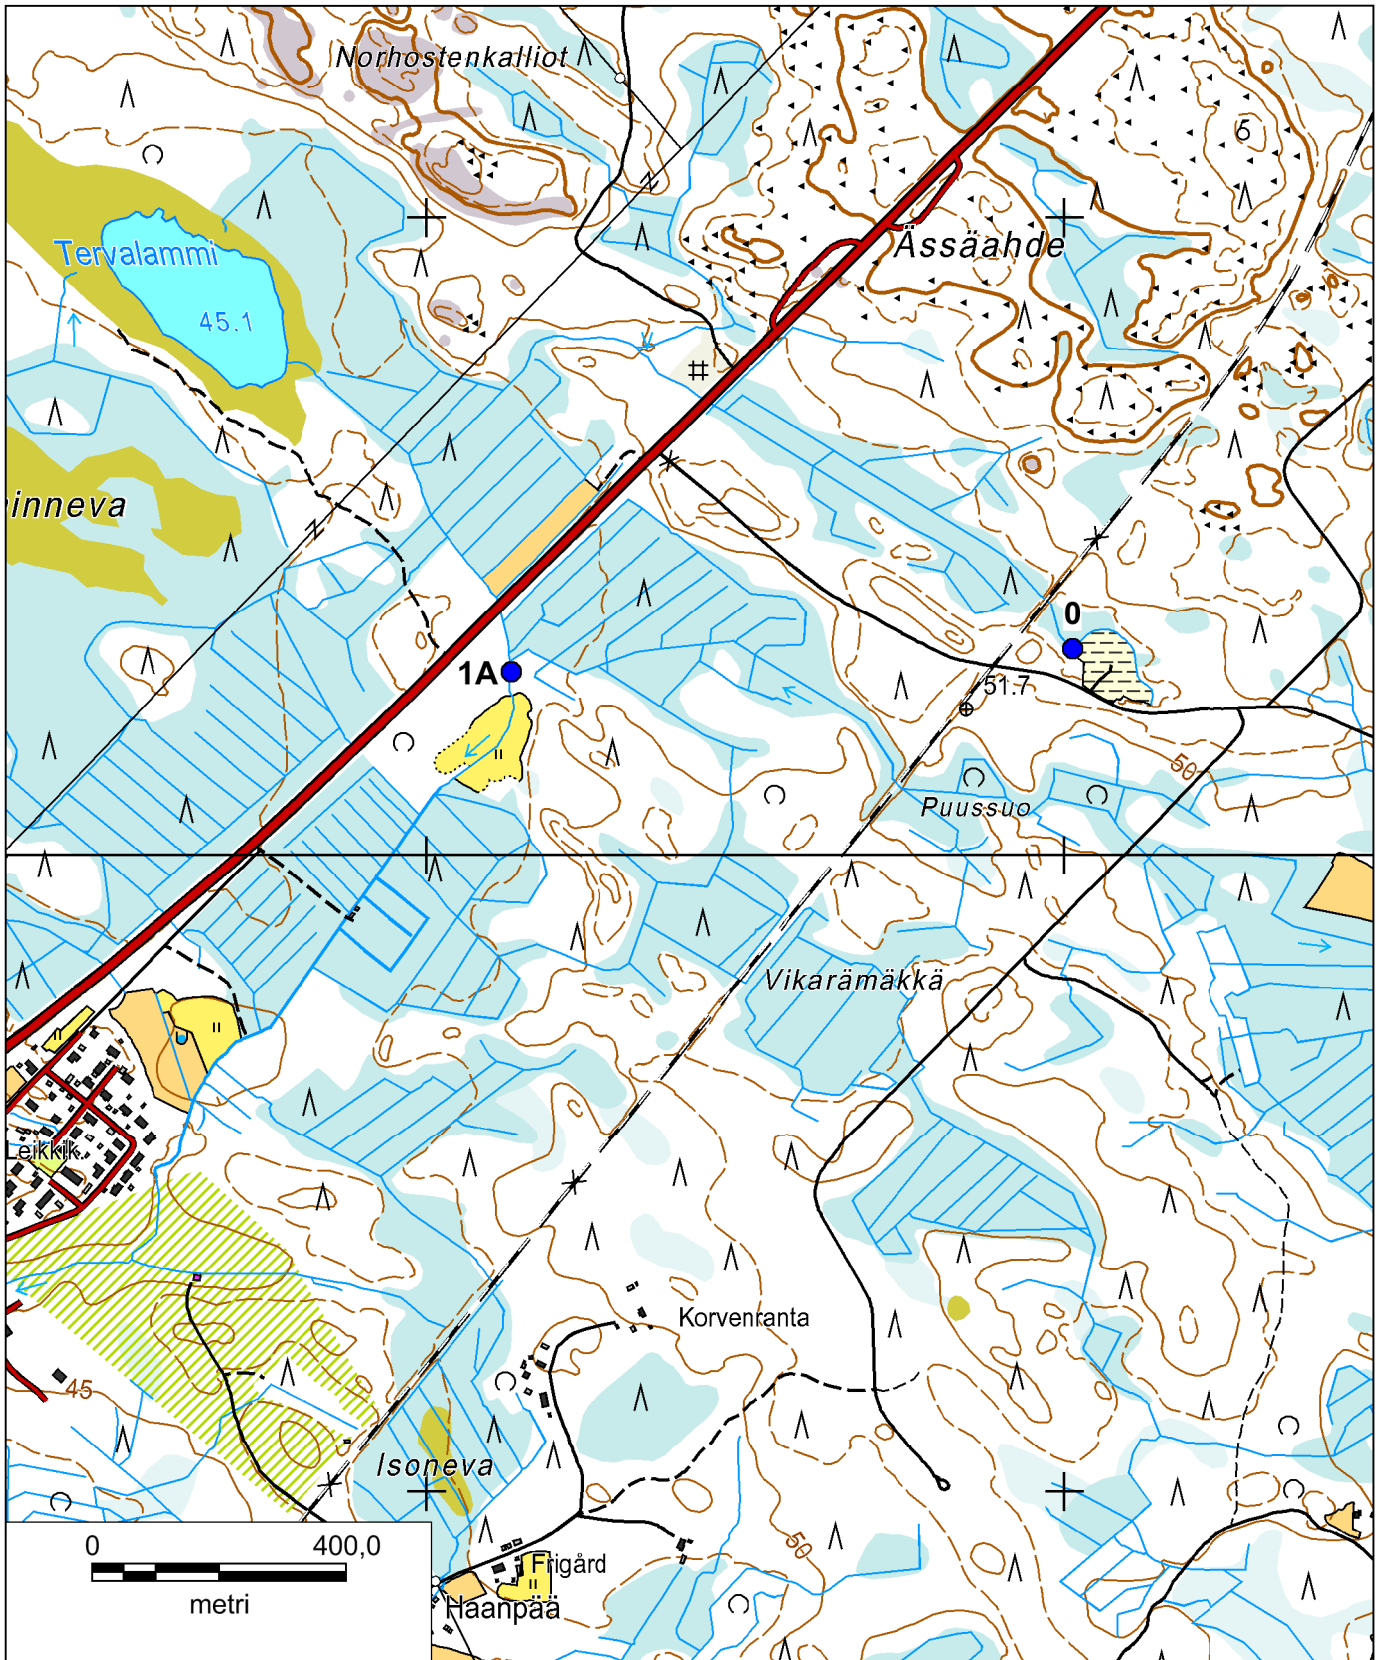 Norhostenkalliot
6
Ässäahde
Tervalammi
45.1
inneva
0
1A
51.7
50
Puussuo
Vikarämäkkä
Leikkik.
Korvenranta
45
Isoneva
50
Frigård
Haanpää
0 400,0
metri